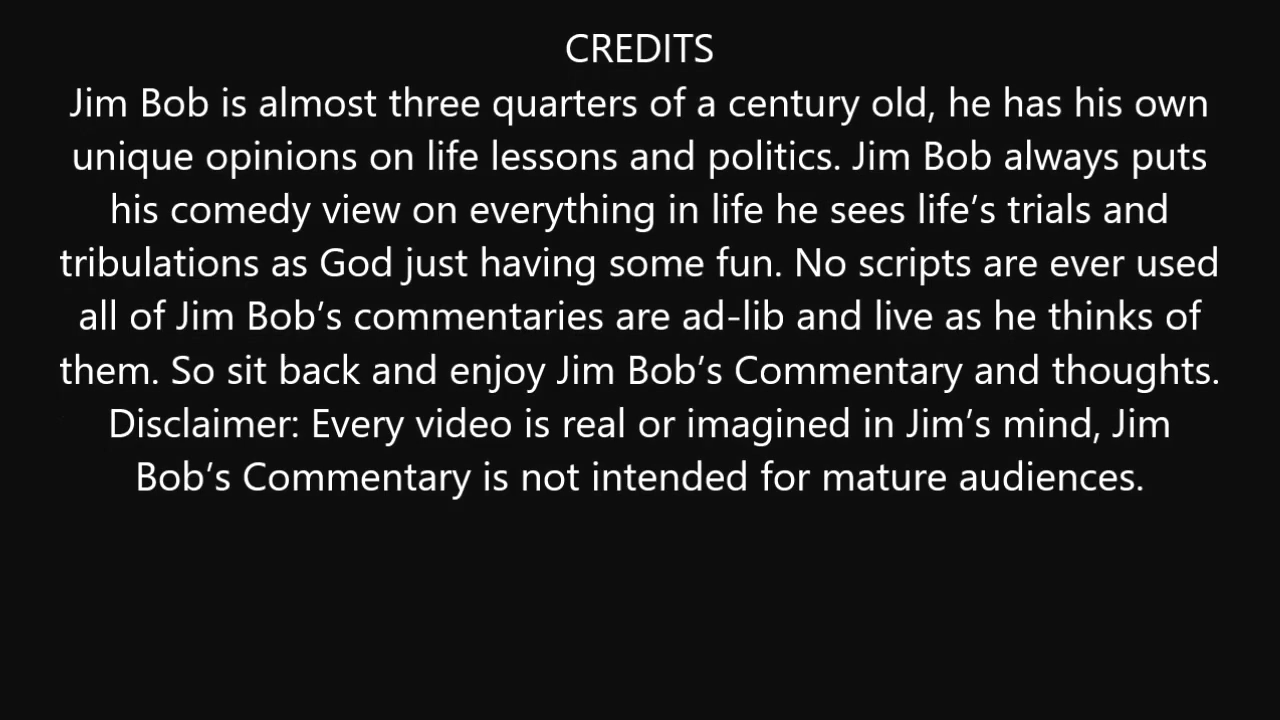 CREDITS
Jim Bob is almost three quarters of a century old, he has his own
unique opinions on life lessons and politics. Jim Bob always puts
his comedy view on everything in life he sees life’s trials and
tribulations as God just having some fun. No scripts are ever used
all of Jim Bob’s commentaries are ad-lib and live as he thinks of
them. So sit back and enjoy Jim Bob’s Commentary and thoughts.
Disclaimer: Every video is real or imagined in Jim’s mind, Jim
Bob’s Commentary is not intended for mature audiences.